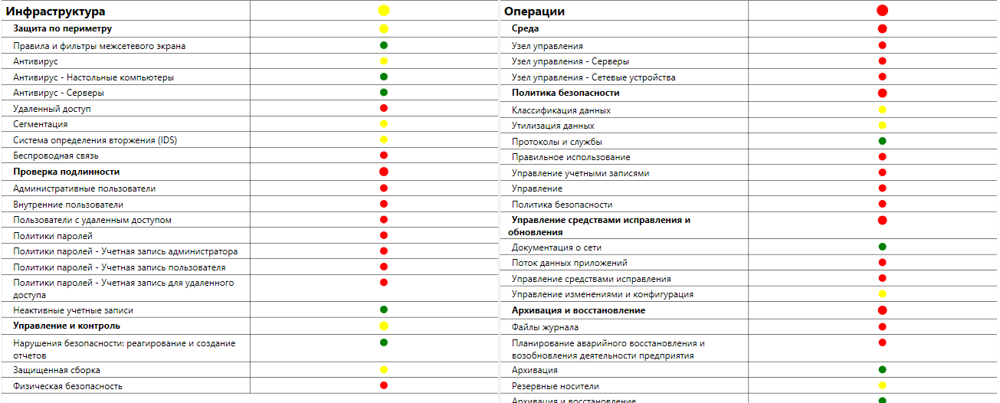 Инфраструктура
Защита по периметру
Правила и фильтры межсетевого экрана
Антивирус
Антивирус - Настольные компьютеры
Антивирус - Серверы
Удаленный доступ
Сегментация
Система определения вторжения (IDS)
Беспроводная связь
Проверка подлинности
Административные пользователи
Внутренние пользователи
Пользователи с удаленным доступом
Политики паролей
Политики паролей - Учетная запись администратора
Политики паролей - Учетная запись пользователя
Политики паролей - Учетная запись для удаленного
доступа
Неактивные учетные записи
Управление и контроль
Нарушения безопасности: реагирование и создание
отчетов
Защищенная сборка
Физическая безопасность
Операции
Среда
Узел управления
Узел управления - Серверы
Узел управления - Сетевые устройства
Политика безопасности
Классификация данных
Утилизация данных
Протоколы и службы
Правильное использование
Управление учетными записями
Управление
Политика безопасности
Управление средствами исправления и
обновления
Документация о сети
Поток данных приложений
Управление средствами исправления
Управление изменениями и конфигурация
Архивация и восстановление
Файлы журнала
Планирование аварийного восстановления и
возобновления деятельности предприятия
Архивация
Резервные носители
Архивация и восстановление